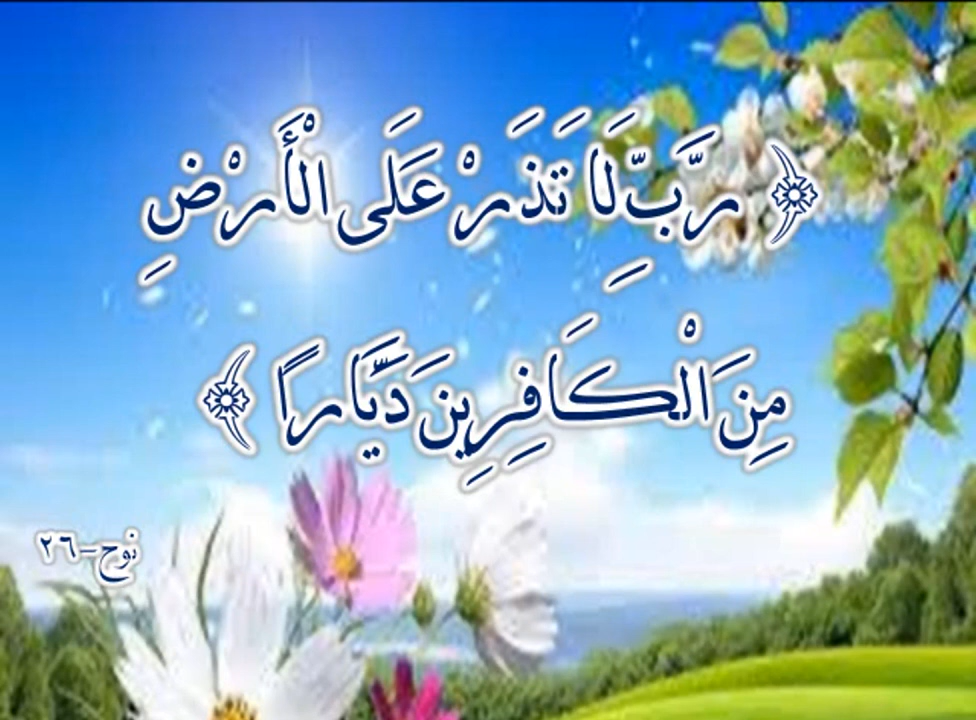 ﴿ رَّبِّ لَا تَذَرْ عَلَى الْأَرْضِ
مِنَ الْكَافِرِينَ دَيَّارًا ﴾
نوح-٢٦